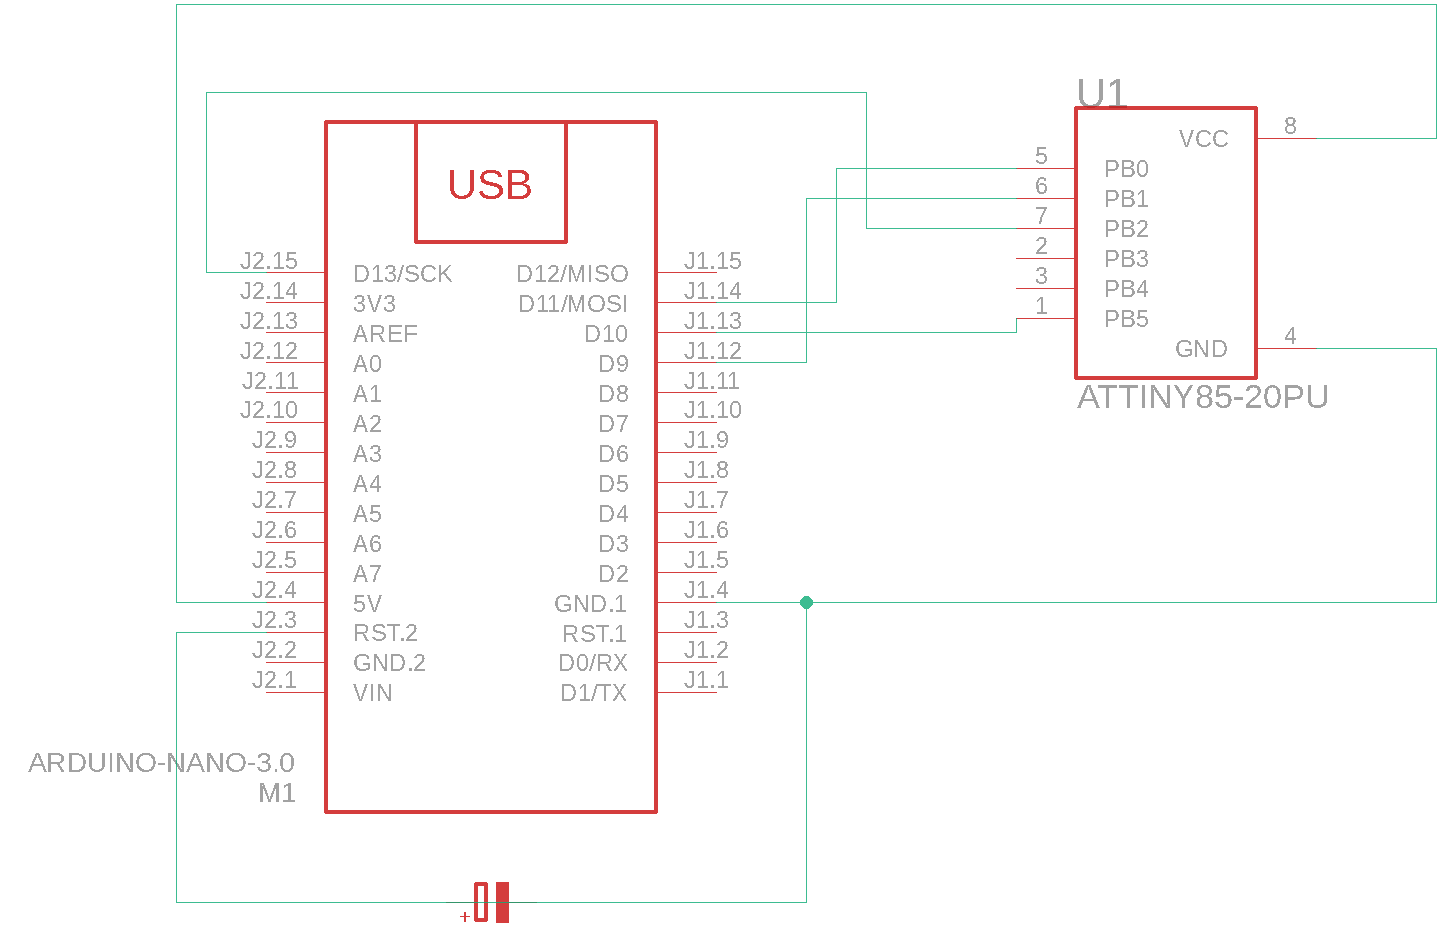 U1
8
VCC
5
PB0
6
PB1
7
PB2
2
PB3
3
PB4
1
PB5
4
GND
ATTINY85-20PU
USB
J2.15 D13/SCK D12/MISO J1.15
J2.14 3V3 D11/MOSI J1.14
J2.13 AREF D10 J1.13
J2.12 A0 D9 J1.12
J2.11 A1 D8 J1.11
J2.10 A2 D7 J1.10
J2.9 A3 D6 J1.9
J2.8 A4 D5 J1.8
J2.7 A5 D4 J1.7
J2.6 A6 D3 J1.6
J2.5 A7 D2 J1.5
J2.4 5V GND.1 J1.4
J2.3 RST.2 RST.1 J1.3
J2.2 GND.2 D0/RX J1.2
J2.1 VIN D1/TX J1.1
ARDUINO-NANO-3.0
M1
+